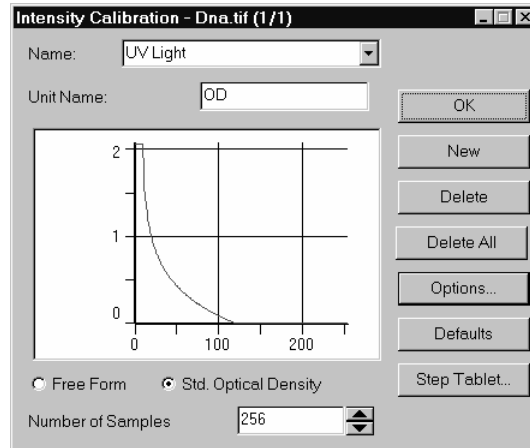 Intensity Calibration - Dna.tif (1/1)
Name: UV Light
Unit Name: OD
OK
New
Delete
Delete All
Options...
Defaults
Step Tablet...
2
1
0
0 100 200
Free Form Std. Optical Density
Number of Samples 256